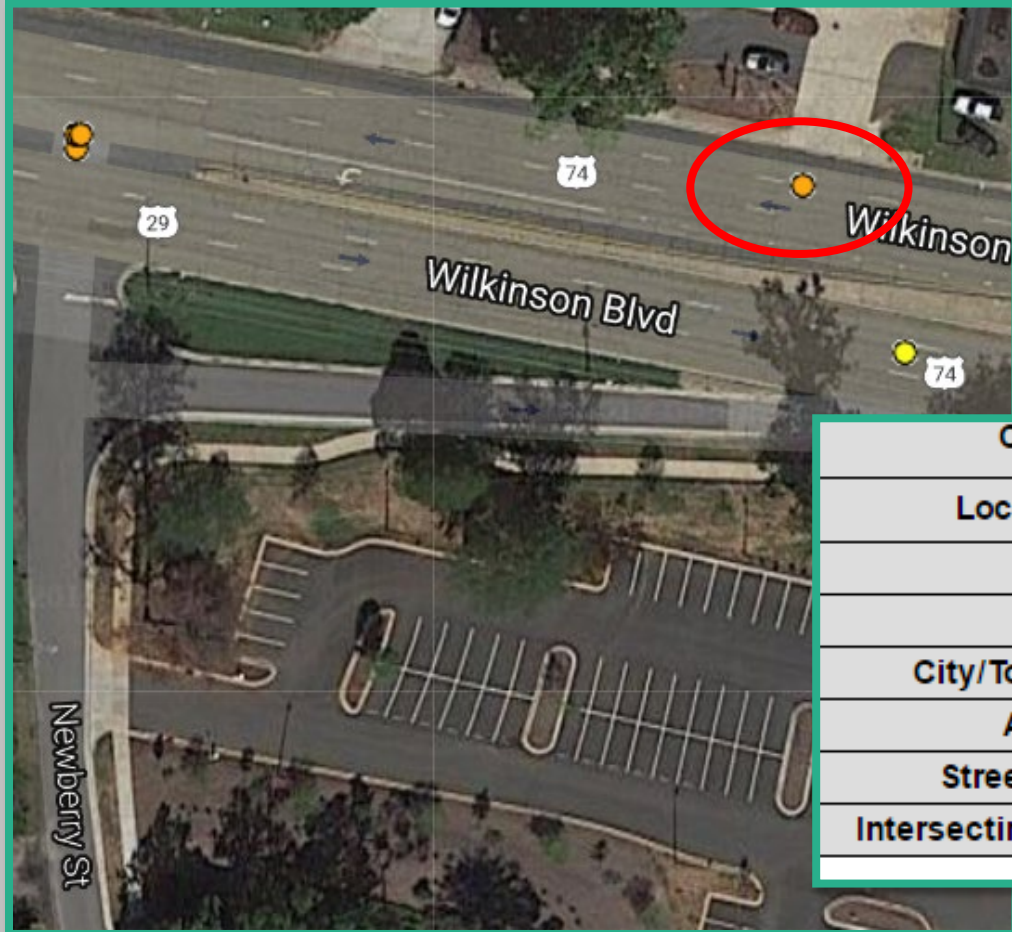 74
29
Wilkinson
Wilkinson Blvd
74
Loc
City/To
A
Stree
Intersectin
Newberry St